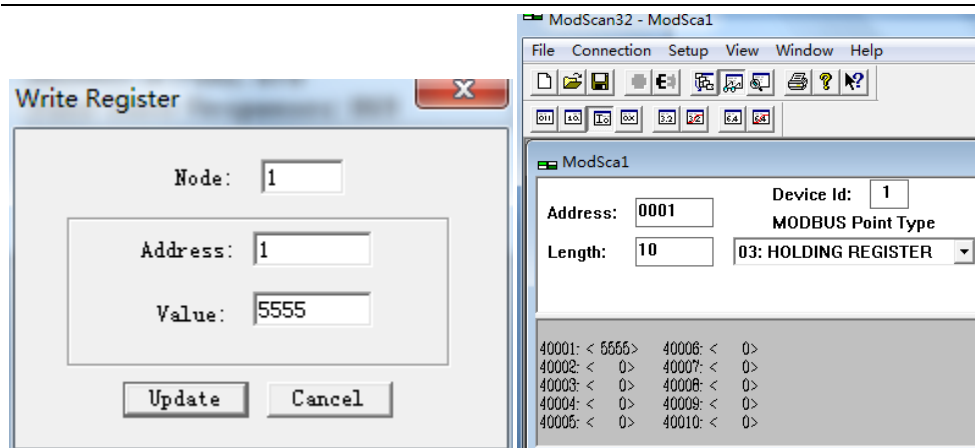 Write Register
Node: 1
Address: 1
Value: 5555
Update Cancel
ModScan32 - ModSca1
File Connection Setup View Window Help
ModSca1
Device Id: 1
Address: 0001
MODBUS Point Type
Length: 10 03: HOLDING REGISTER
40001: < 5555> 40006: < 0>
40002: < 0> 40007: < 0>
40003: < 0> 40008: < 0>
40004: < 0> 40009: < 0>
40005: < 0> 40010: < 0>